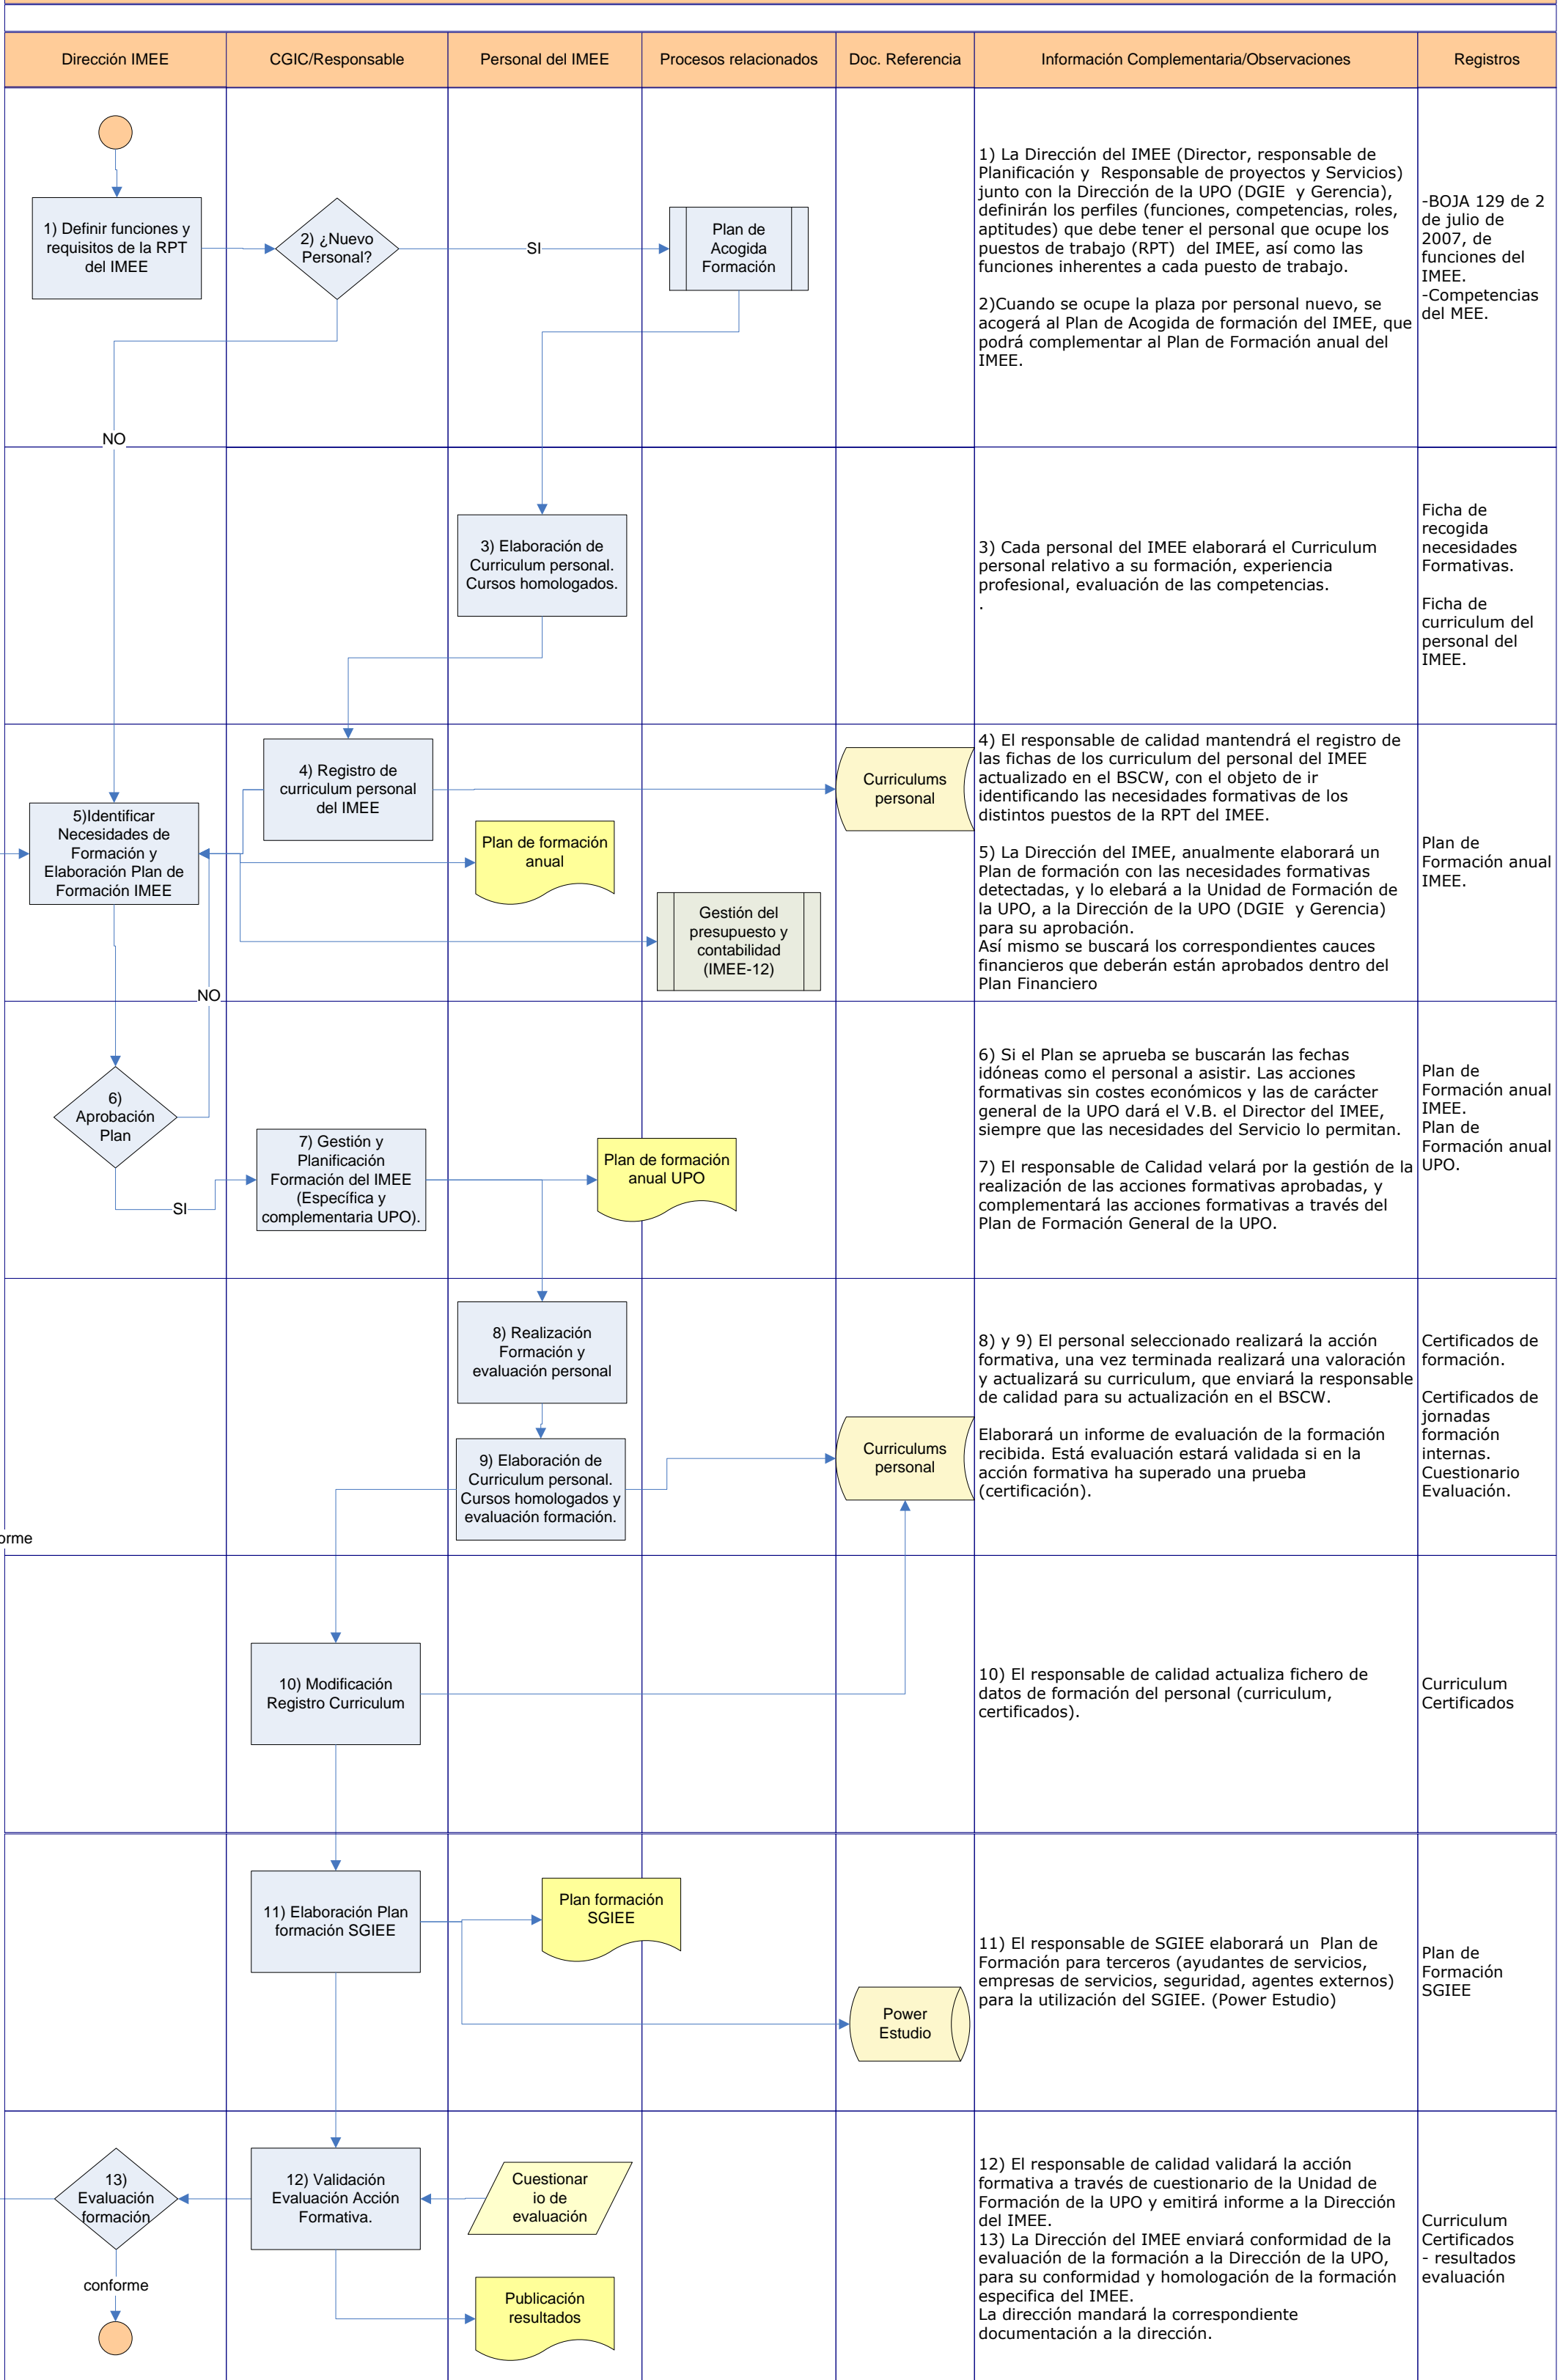 Dirección IMEE
CGIC/Responsable
Personal del IMEE
Procesos relacionados
Doc. Referencia
Información Complementaria/Observaciones
Registros
1) Definir funciones y
requisitos de la RPT
del IMEE
2) ¿Nuevo
Personal?
SI
Plan de
Acogida
Formación
NO
1) La Dirección del IMEE (Director, responsable de
Planificación y  Responsable de proyectos y Servicios)
junto con la Dirección de la UPO (DGIE  y Gerencia),
definirán los perfiles (funciones, competencias, roles,
aptitudes) que debe tener el personal que ocupe los
puestos de trabajo (RPT)  del IMEE, así como las
funciones inherentes a cada puesto de trabajo.
2)Cuando se ocupe la plaza por personal nuevo, se
acogerá al Plan de Acogida de formación del IMEE, que
podrá complementar al Plan de Formación anual del
IMEE.
-BOJA 129 de 2
de julio de
2007, de
funciones del
IMEE.
-Competencias
del MEE.
3) Elaboración de
Curriculum personal.
Cursos homologados.
3) Cada personal del IMEE elaborará el Curriculum
personal relativo a su formación, experiencia
profesional, evaluación de las competencias.
.
Ficha de
recogida
necesidades
Formativas.
Ficha de
curriculum del
personal del
IMEE.
5)Identificar
Necesidades de
Formación y
Elaboración Plan de
Formación IMEE
4) Registro de
curriculum personal
del IMEE
Plan de formación
anual
Gestión del
presupuesto y
contabilidad
(IMEE-12)
Curriculums
personal
NO
4) El responsable de calidad mantendrá el registro de
las fichas de los curriculum del personal del IMEE
actualizado en el BSCW, con el objeto de ir
identificando las necesidades formativas de los
distintos puestos de la RPT del IMEE.
5) La Dirección del IMEE, anualmente elaborará un
Plan de formación con las necesidades formativas
detectadas, y lo elebará a la Unidad de Formación de
la UPO, a la Dirección de la UPO (DGIE  y Gerencia)
para su aprobación.
Así mismo se buscará los correspondientes cauces
financieros que deberán están aprobados dentro del
Plan Financiero
Plan de
Formación anual
IMEE.
6)
Aprobación
Plan
SI
7) Gestión y
Planificación
Formación del IMEE
(Específica y
complementaria UPO).
Plan de formación
anual UPO
6) Si el Plan se aprueba se buscarán las fechas
idóneas como el personal a asistir. Las acciones
formativas sin costes económicos y las de carácter
general de la UPO dará el V.B. el Director del IMEE,
siempre que las necesidades del Servicio lo permitan.
7) El responsable de Calidad velará por la gestión de la
realización de las acciones formativas aprobadas, y
complementará las acciones formativas a través del
Plan de Formación General de la UPO.
Plan de
Formación anual
IMEE.
Plan de
Formación anual
UPO.
8) Realización
Formación y
evaluación personal
9) Elaboración de
Curriculum personal.
Cursos homologados y
evaluación formación.
Curriculums
personal
8) y 9) El personal seleccionado realizará la acción
formativa, una vez terminada realizará una valoración
y actualizará su curriculum, que enviará la responsable
de calidad para su actualización en el BSCW.
Elaborará un informe de evaluación de la formación
recibida. Está evaluación estará validada si en la
acción formativa ha superado una prueba
(certificación).
Certificados de
formación.
Certificados de
jornadas
formación
internas.
Cuestionario
Evaluación.
orme
10) Modificación
Registro Curriculum
10) El responsable de calidad actualiza fichero de
datos de formación del personal (curriculum,
certificados).
Curriculum
Certificados
11) Elaboración Plan
formación SGIEE
Plan formación
SGIEE
Power
Estudio
11) El responsable de SGIEE elaborará un  Plan de
Formación para terceros (ayudantes de servicios,
empresas de servicios, seguridad, agentes externos)
para la utilización del SGIEE. (Power Estudio)
Plan de
Formación
SGIEE
13)
Evaluación
formación
conforme
12) Validación
Evaluación Acción
Formativa.
Cuestionar
io de
evaluación
Publicación
resultados
12) El responsable de calidad validará la acción
formativa a través de cuestionario de la Unidad de
Formación de la UPO y emitirá informe a la Dirección
del IMEE.
13) La Dirección del IMEE enviará conformidad de la
evaluación de la formación a la Dirección de la UPO,
para su conformidad y homologación de la formación
especifica del IMEE.
La dirección mandará la correspondiente
documentación a la dirección.
Curriculum
Certificados
- resultados
evaluación